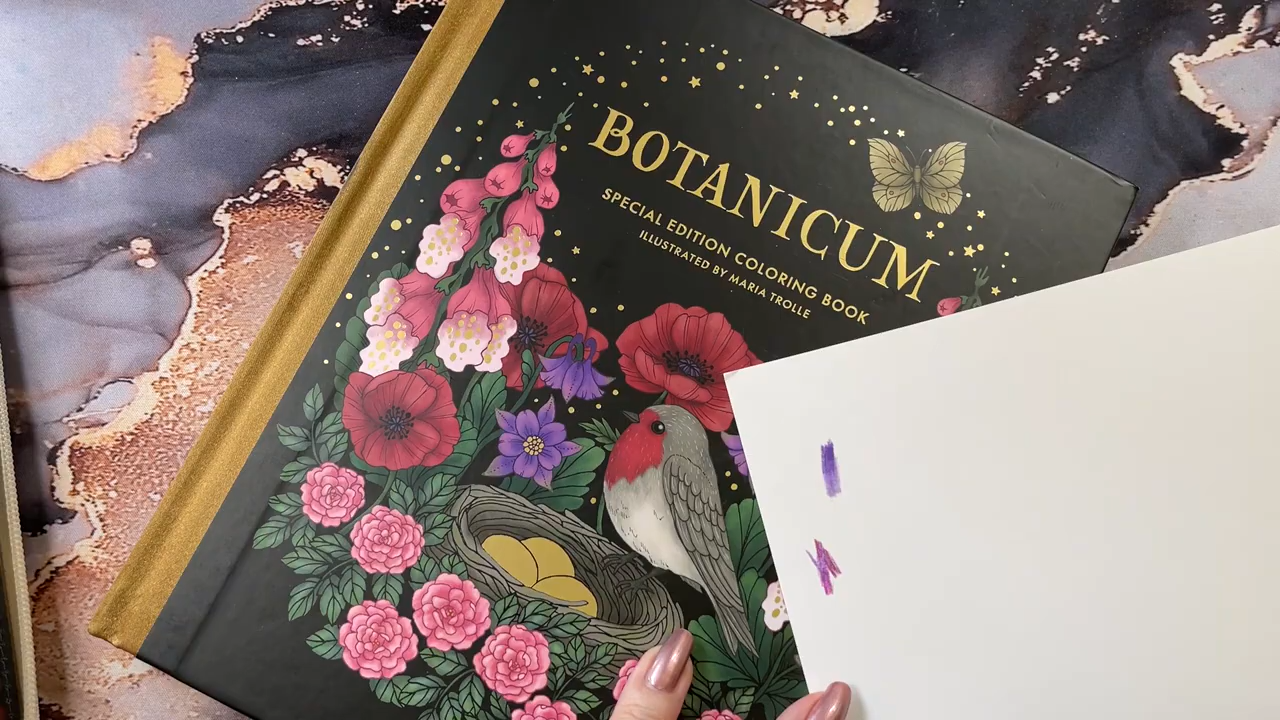 BOTANICUM
SPECIAL EDITION COLORING BOOK
ILLUSTRATED BY MARIA TROLLE